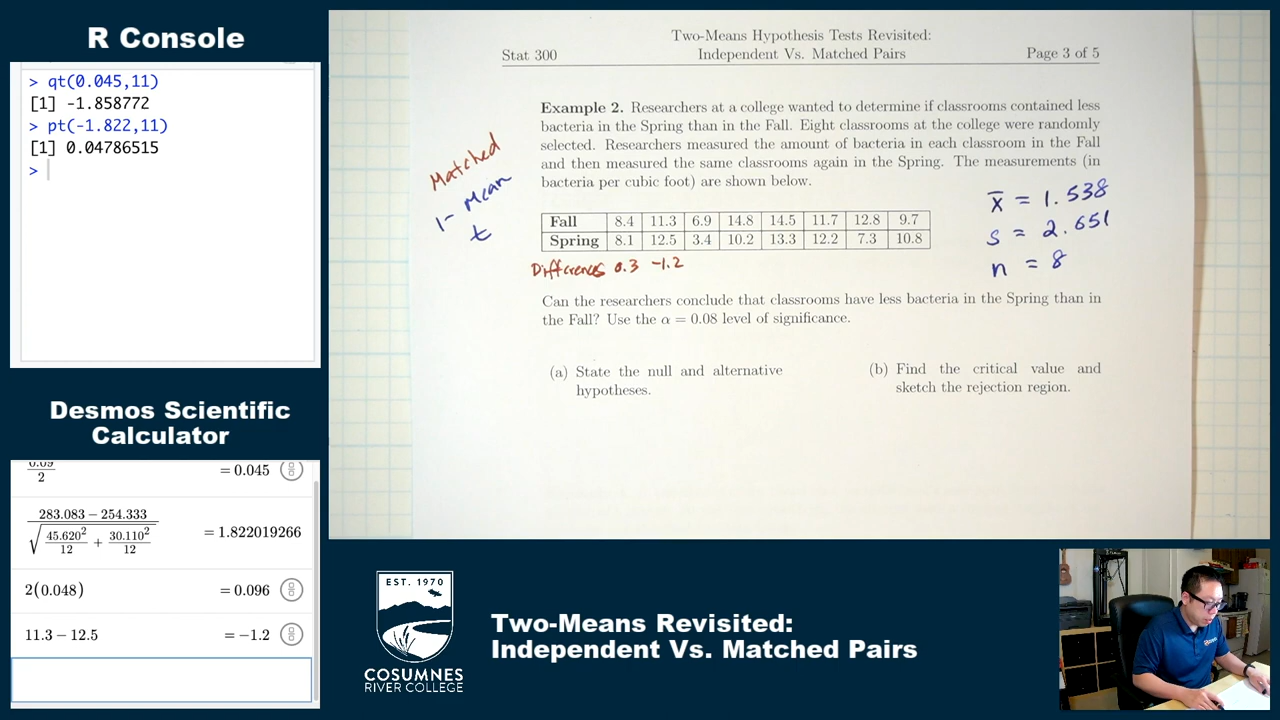 R Console
> qt(0.045,11)
[1] -1.858772
> pt(-1.822,11)
[1] 0.04786515
>
Desmos Scientific
Calculator
0.09
2
= 0.045
283.083 − 254.333
√ 45.620² / 12 + 30.110² / 12
= 1.822019266
2(0.048) = 0.096
11.3 − 12.5 = −1.2
Two-Means Hypothesis Tests Revisited:
Stat 300 Independent Vs. Matched Pairs Page 3 of 5
Example 2. Researchers at a college wanted to determine if classrooms contained less
bacteria in the Spring than in the Fall. Eight classrooms at the college were randomly
selected. Researchers measured the amount of bacteria in each classroom in the Fall
and then measured the same classrooms again in the Spring. The measurements (in
bacteria per cubic foot) are shown below.
Matched
1- Mean
t
Fall 8.4 11.3 6.9 14.8 14.5 11.7 12.8 9.7
Spring 8.1 12.5 3.4 10.2 13.3 12.2 7.3 10.8
Differences 0.3 -1.2
x̄ = 1.538
s = 2.651
n = 8
Can the researchers conclude that classrooms have less bacteria in the Spring than in
the Fall? Use the α = 0.08 level of significance.
(a) State the null and alternative
hypotheses.
(b) Find the critical value and
sketch the rejection region.
EST. 1970
COSUMNES
RIVER COLLEGE
Two-Means Revisited:
Independent Vs. Matched Pairs